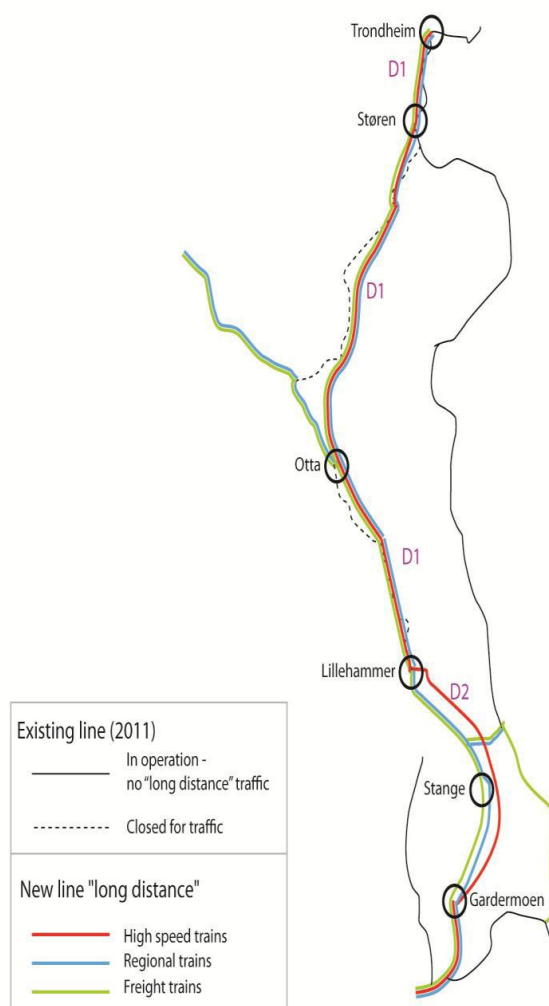 Trondheim
D1
Støren
D1
Otta
D1
Lillehammer
D2
Stange
Gardermoen
Existing line (2011)
In operation -
no "long distance" traffic
Closed for traffic
New line "long distance"
High speed trains
Regional trains
Freight trains